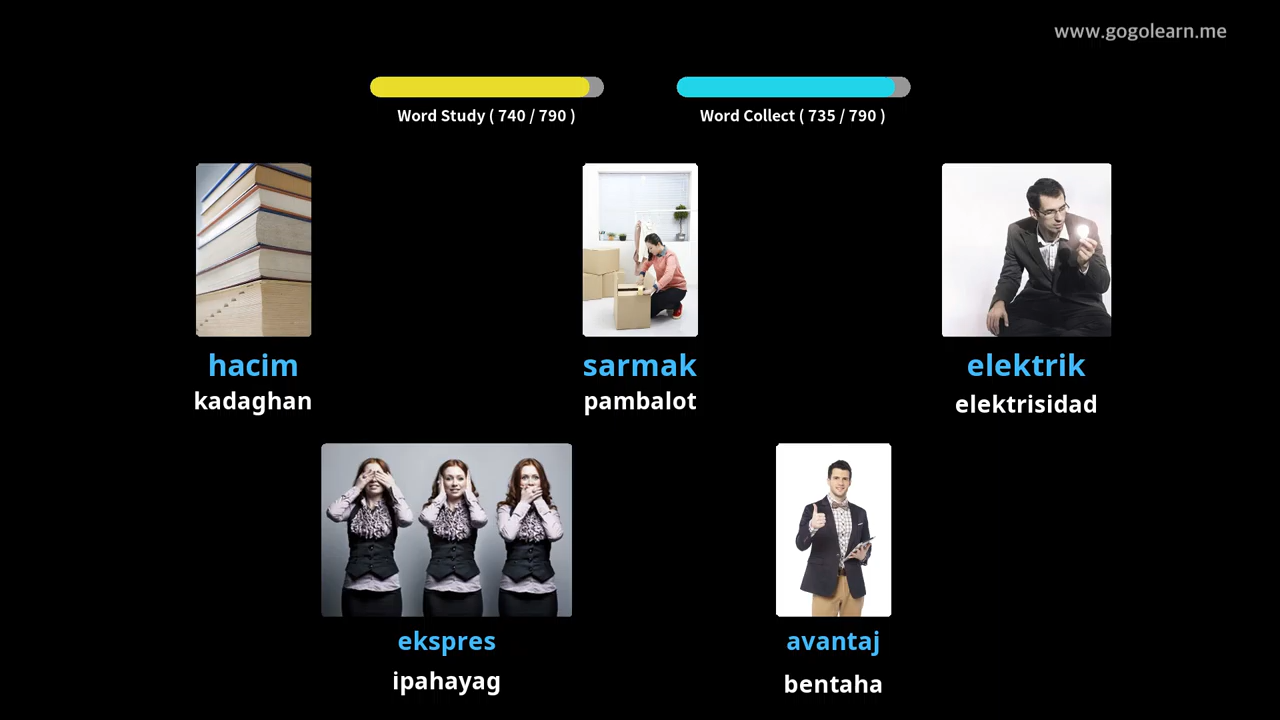 www.gogolearn.me
Word Study ( 740 / 790 )
Word Collect ( 735 / 790 )
hacim
kadaghan
sarmak
pambalot
elektrik
elektrisidad
ekspres
ipahayag
avantaj
bentaha